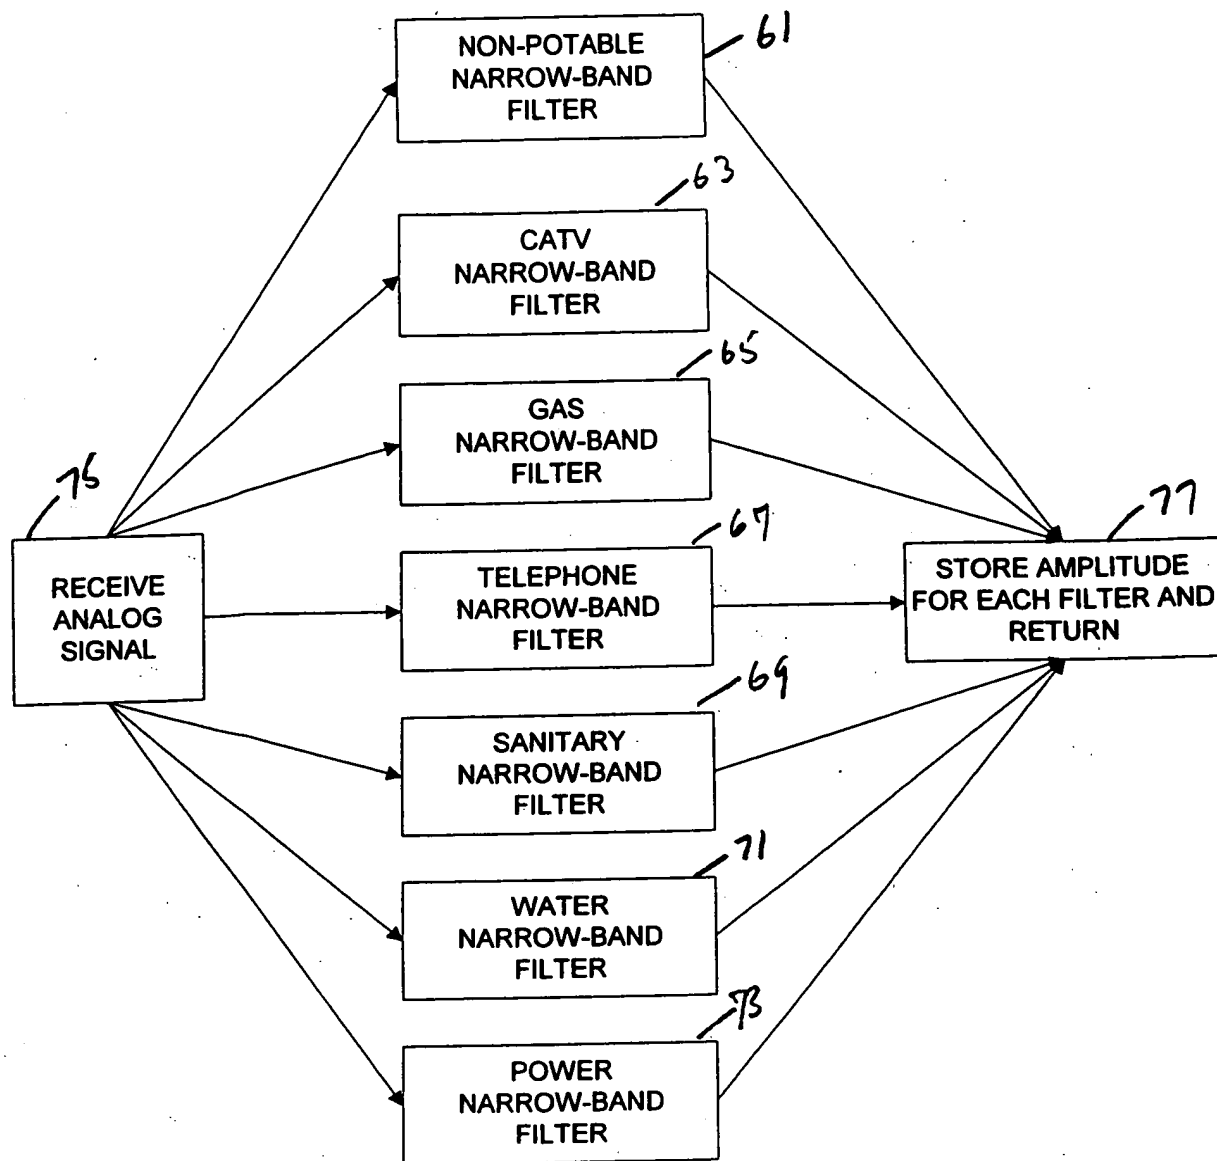 NON-POTABLE
NARROW-BAND
FILTER
61
CATV
NARROW-BAND
FILTER
63
GAS
NARROW-BAND
FILTER
65
75
RECEIVE
ANALOG
SIGNAL
TELEPHONE
NARROW-BAND
FILTER
67
77
STORE AMPLITUDE
FOR EACH FILTER AND
RETURN
SANITARY
NARROW-BAND
FILTER
69
WATER
NARROW-BAND
FILTER
71
POWER
NARROW-BAND
FILTER
73